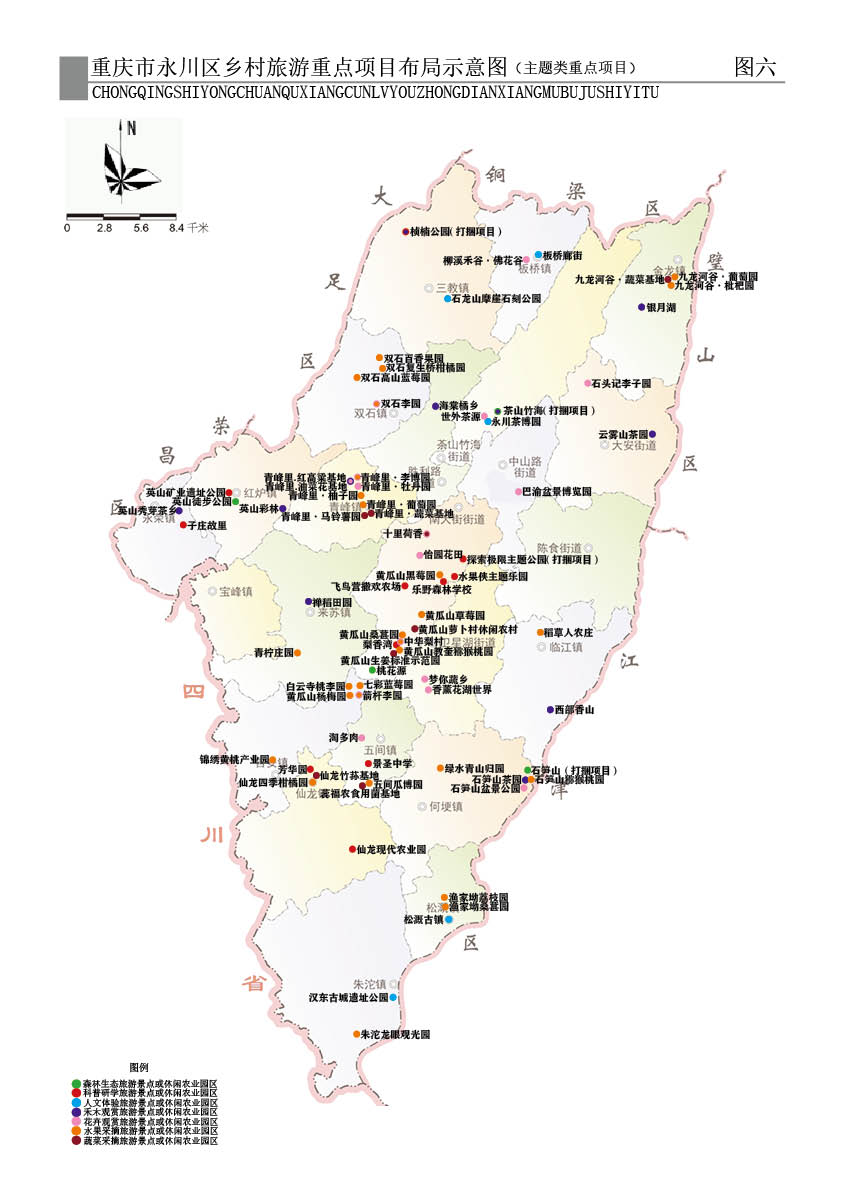 重庆市永川区乡村旅游重点项目布局示意图（主题类重点项目） 图六
CHONGQINGSHIYONGCHUANQUXIANGCUNLVYOUZHONGDIANXIANGMUBUJUSHIYITU
N
0 2.8 5.6 8.4 千米
大足区
铜梁区
璧山区
荣昌区
江津区
四川省
桢楠公园（打捆项目）
柳溪禾谷·佛花谷
板桥廊街
板桥镇
三教镇
石龙山摩崖石刻公园
金龙镇
九龙河谷·葡萄园
九龙河谷·蔬菜基地
九龙河谷·枇杷园
银月湖
双石百香果园
双石复生桥柑橘园
双石高山蓝莓园
双石李园
双石镇
石头记李子园
海棠橘乡
世外茶源
茶山竹海（打捆项目）
永川茶博园
云雾山茶园
大安街道
茶山竹海
街道
中山路
街道
胜利路
青峰里.红高粱基地
青峰里·李博园
青峰里.油菜花基地
青峰里·牡丹园
青峰里·柚子园
青峰镇
青峰里·葡萄园
青峰里·马铃薯园
青峰里·蔬菜基地
南大街街道
巴渝盆景博览园
英山矿业遗址公园
红炉镇
英山徒步公园
英山秀芽茶乡
英山彩林
永荣镇
子庄故里
十里荷香
陈食街道
怡园花田
探索极限主题公园（打捆项目）
黄瓜山黑莓园
水果侠主题乐园
飞鸟营撒欢农场
乐野森林学校
宝峰镇
禅稻田园
来苏镇
黄瓜山草莓园
黄瓜山萝卜村休闲农村
黄瓜山桑葚园
中华梨村
卫星湖街道
梨香湾
黄瓜山教奎猕猴桃园
黄瓜山生姜标准示范园
稻草人农庄
临江镇
青柠庄园
桃花源
白云寺桃李园
七彩蓝莓园
黄瓜山杨梅园
箭杆李园
梦你蔬乡
香薰花湖世界
西部香山
淘多肉
五间镇
锦绣黄桃产业园
芳华园
景圣中学
仙龙竹荪基地
仙龙四季柑橘园
五间瓜博园
蕊福农食用菌基地
绿水青山归园
石笋山（打捆项目）
石笋山茶园
石笋山猕猴桃园
石笋山盆景公园
何埂镇
仙龙现代农业园
渔家坳荔枝园
渔家坳桑葚园
松溉古镇
朱沱镇
汉东古城遗址公园
朱沱龙眼观光园
图例
森林生态旅游景点或休闲农业园区
科普研学旅游景点或休闲农业园区
人文体验旅游景点或休闲农业园区
禾木观赏旅游景点或休闲农业园区
花卉观赏旅游景点或休闲农业园区
水果采摘旅游景点或休闲农业园区
蔬菜采摘旅游景点或休闲农业园区